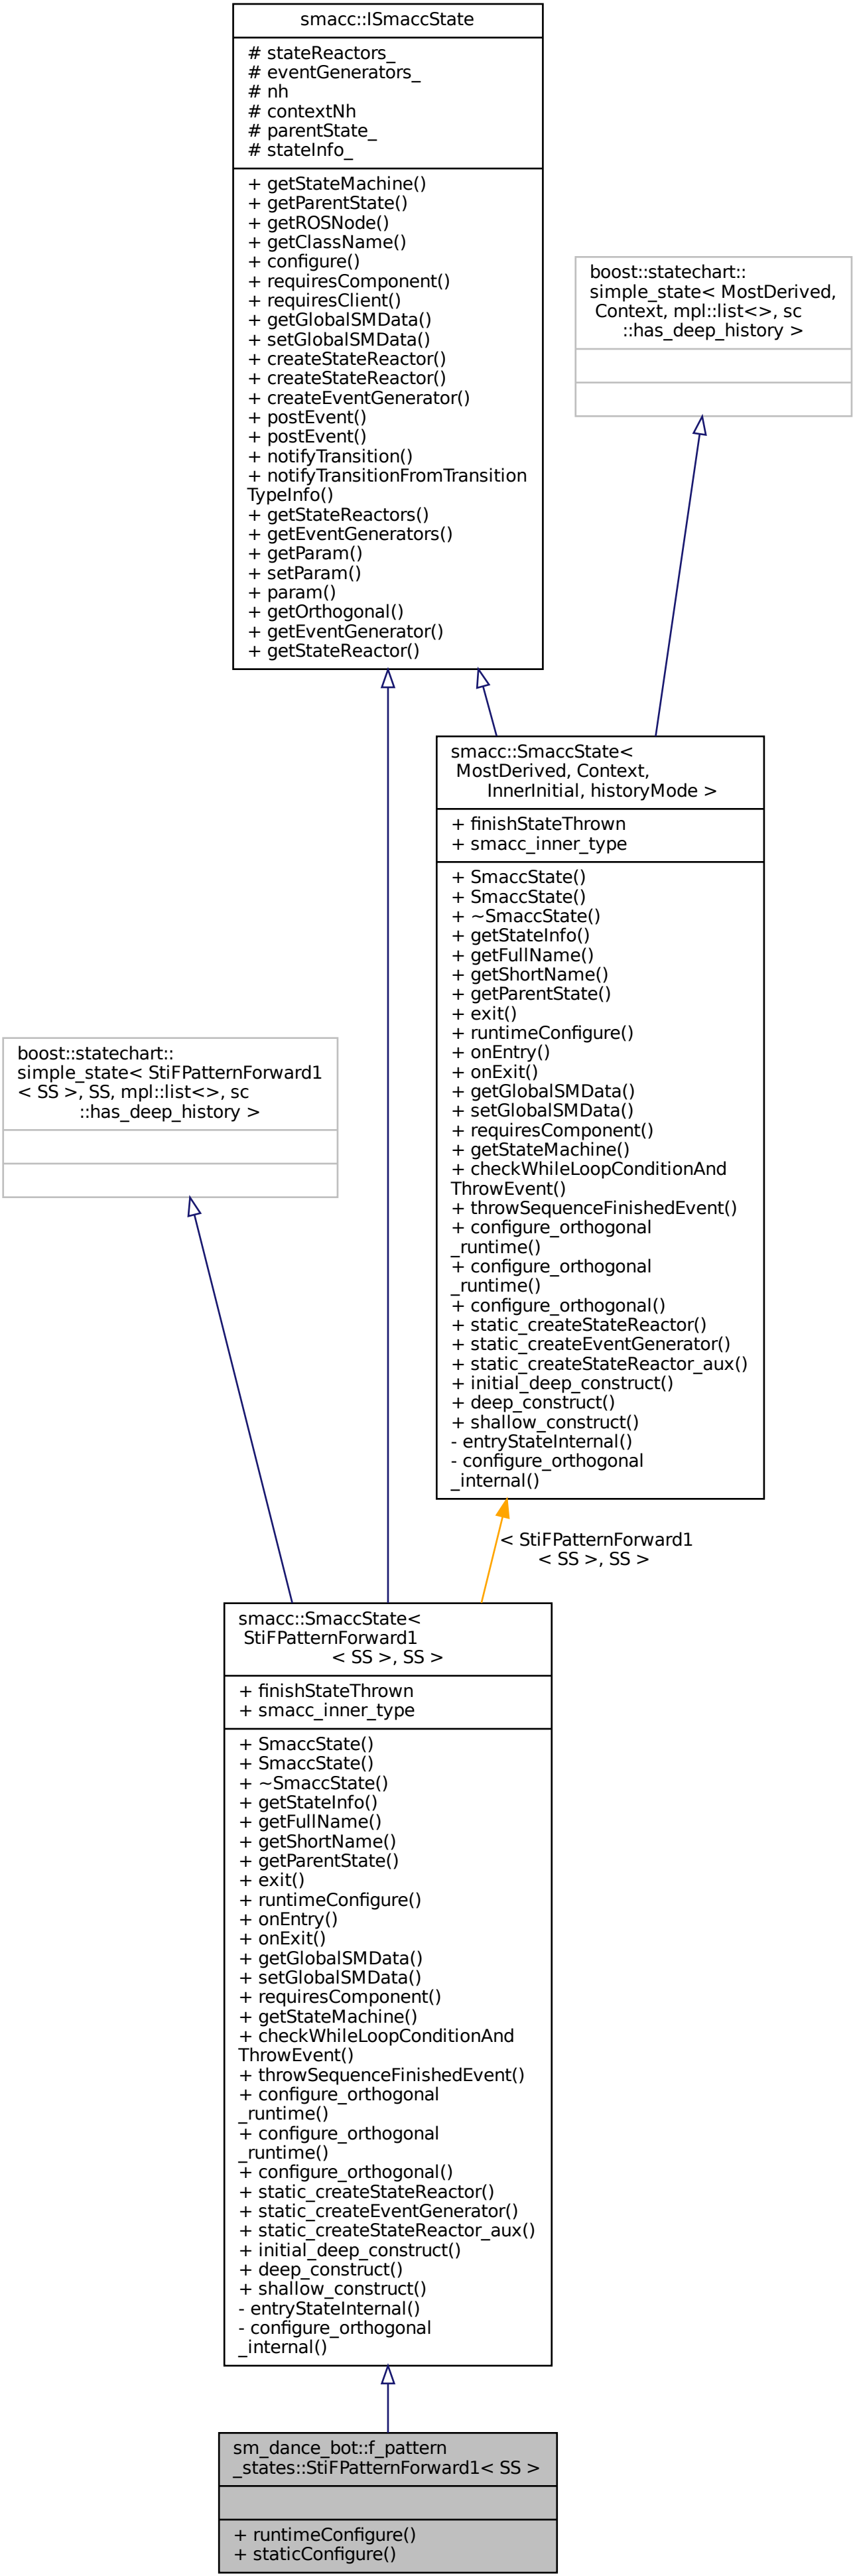 smacc::ISmaccState
# stateReactors_
# eventGenerators_
# nh
# contextNh
# parentState_
# stateInfo_
+ getStateMachine()
+ getParentState()
+ getROSNode()
+ getClassName()
+ configure()
+ requiresComponent()
+ requiresClient()
+ getGlobalSMData()
+ setGlobalSMData()
+ createStateReactor()
+ createStateReactor()
+ createEventGenerator()
+ postEvent()
+ postEvent()
+ notifyTransition()
+ notifyTransitionFromTransition
TypeInfo()
+ getStateReactors()
+ getEventGenerators()
+ getParam()
+ setParam()
+ param()
+ getOrthogonal()
+ getEventGenerator()
+ getStateReactor()
boost::statechart::
simple_state< MostDerived,
Context, mpl::list<>, sc
::has_deep_history >
smacc::SmaccState<
MostDerived, Context,
InnerInitial, historyMode >
+ finishStateThrown
+ smacc_inner_type
+ SmaccState()
+ SmaccState()
+ ~SmaccState()
+ getStateInfo()
+ getFullName()
+ getShortName()
+ getParentState()
+ exit()
+ runtimeConfigure()
+ onEntry()
+ onExit()
+ getGlobalSMData()
+ setGlobalSMData()
+ requiresComponent()
+ getStateMachine()
+ checkWhileLoopConditionAnd
ThrowEvent()
+ throwSequenceFinishedEvent()
+ configure_orthogonal
_runtime()
+ configure_orthogonal
_runtime()
+ configure_orthogonal()
+ static_createStateReactor()
+ static_createEventGenerator()
+ static_createStateReactor_aux()
+ initial_deep_construct()
+ deep_construct()
+ shallow_construct()
- entryStateInternal()
- configure_orthogonal
_internal()
boost::statechart::
simple_state< StiFPatternForward1
< SS >, SS, mpl::list<>, sc
::has_deep_history >
< StiFPatternForward1
< SS >, SS >
smacc::SmaccState<
StiFPatternForward1
< SS >, SS >
+ finishStateThrown
+ smacc_inner_type
+ SmaccState()
+ SmaccState()
+ ~SmaccState()
+ getStateInfo()
+ getFullName()
+ getShortName()
+ getParentState()
+ exit()
+ runtimeConfigure()
+ onEntry()
+ onExit()
+ getGlobalSMData()
+ setGlobalSMData()
+ requiresComponent()
+ getStateMachine()
+ checkWhileLoopConditionAnd
ThrowEvent()
+ throwSequenceFinishedEvent()
+ configure_orthogonal
_runtime()
+ configure_orthogonal
_runtime()
+ configure_orthogonal()
+ static_createStateReactor()
+ static_createEventGenerator()
+ static_createStateReactor_aux()
+ initial_deep_construct()
+ deep_construct()
+ shallow_construct()
- entryStateInternal()
- configure_orthogonal
_internal()
sm_dance_bot::f_pattern
_states::StiFPatternForward1< SS >
+ runtimeConfigure()
+ staticConfigure()